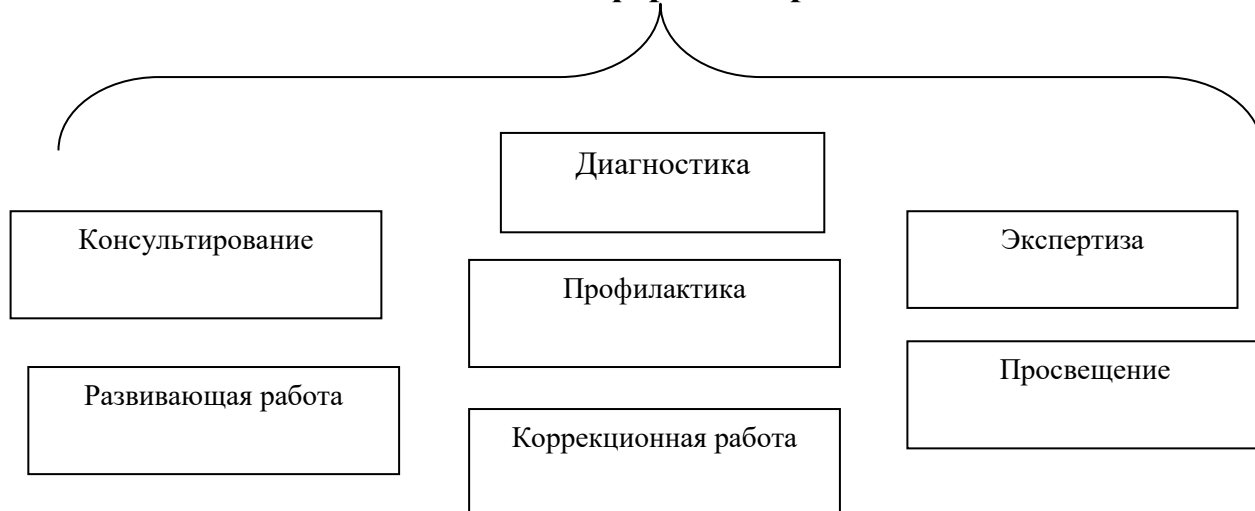 Диагностика
Консультирование
Экспертиза
Профилактика
Просвещение
Развивающая работа
Коррекционная работа